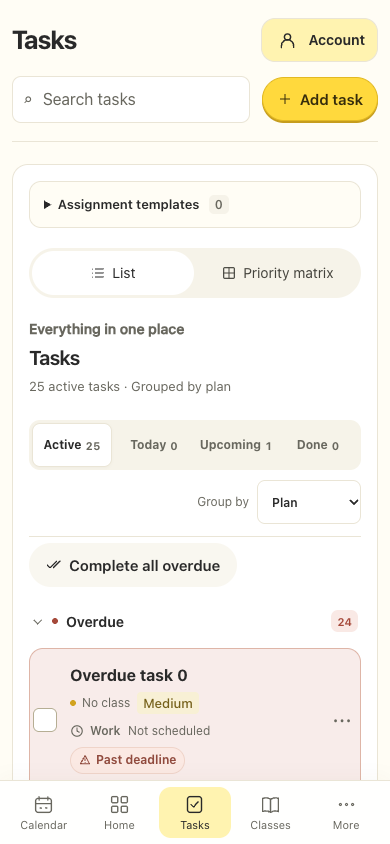 Tasks
Account
Search tasks
Add task
Assignment templates 0
List
Priority matrix
Everything in one place
Tasks
25 active tasks · Grouped by plan
Active 25
Today 0
Upcoming 1
Done 0
Group by
Plan
Complete all overdue
Overdue
24
Overdue task 0
No class Medium
Work Not scheduled
Past deadline
Calendar
Home
Tasks
Classes
More